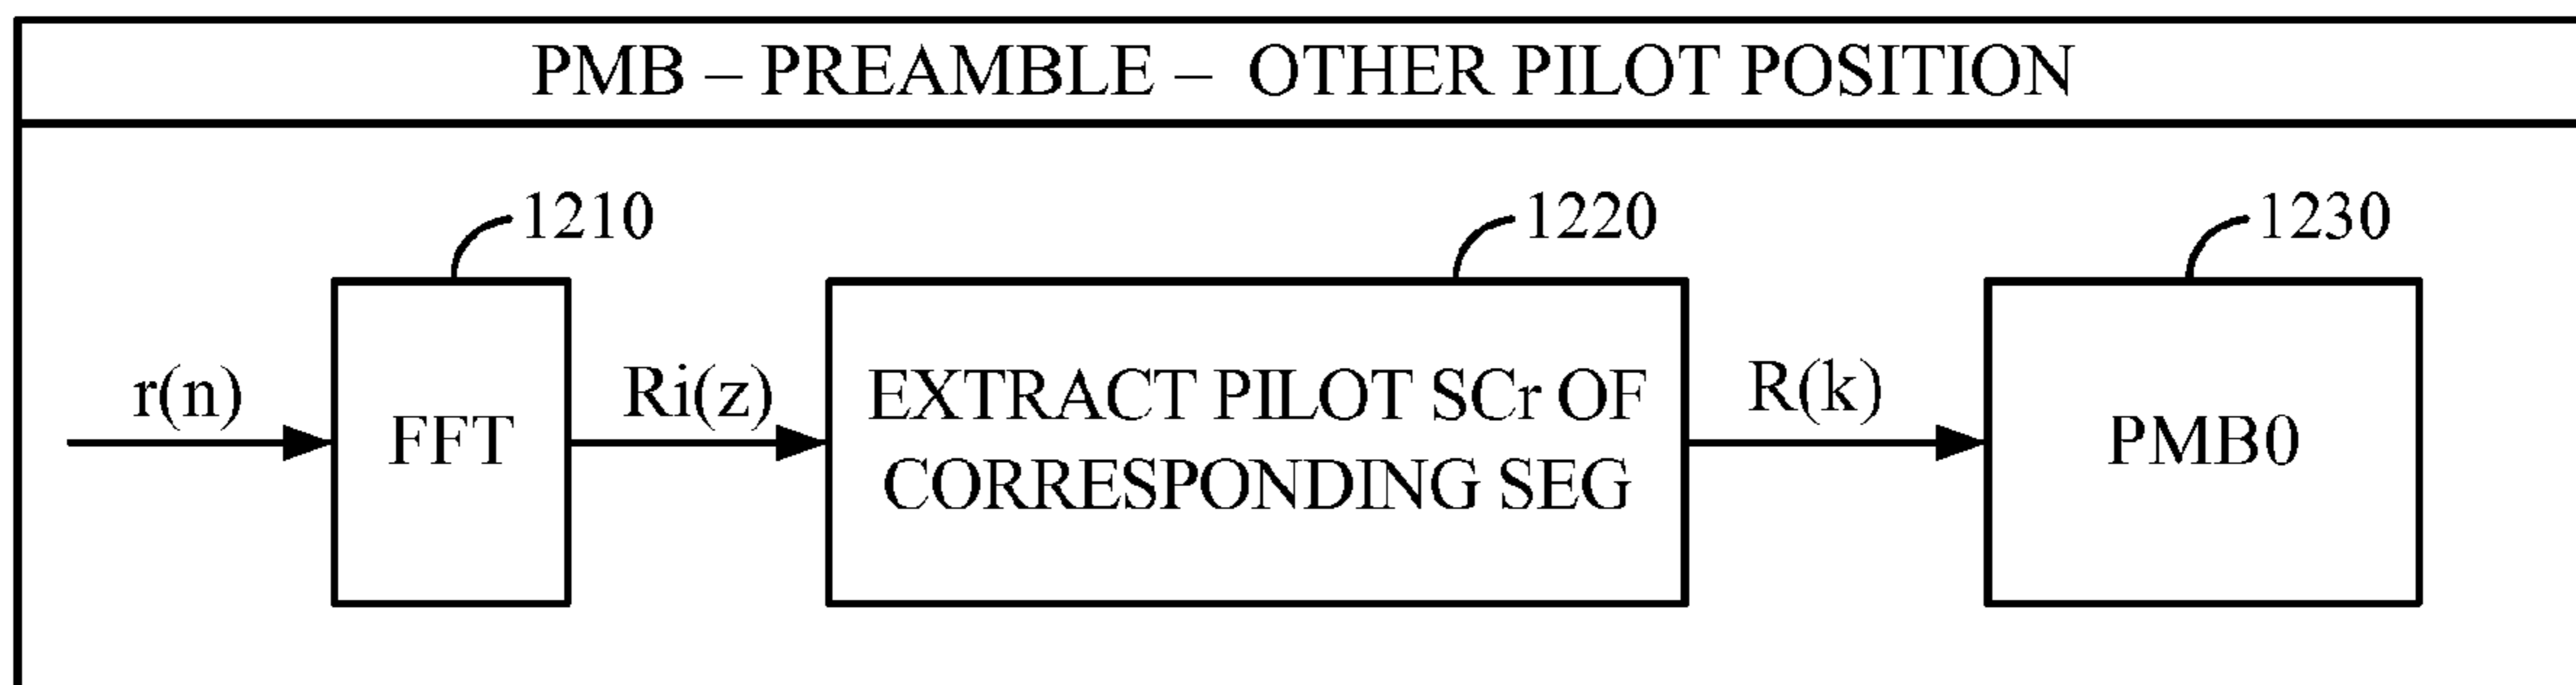 PMB – PREAMBLE – OTHER PILOT POSITION
1210
1220
1230
r(n)
FFT
Ri(z)
EXTRACT PILOT SCr OF
CORRESPONDING SEG
R(k)
PMB0